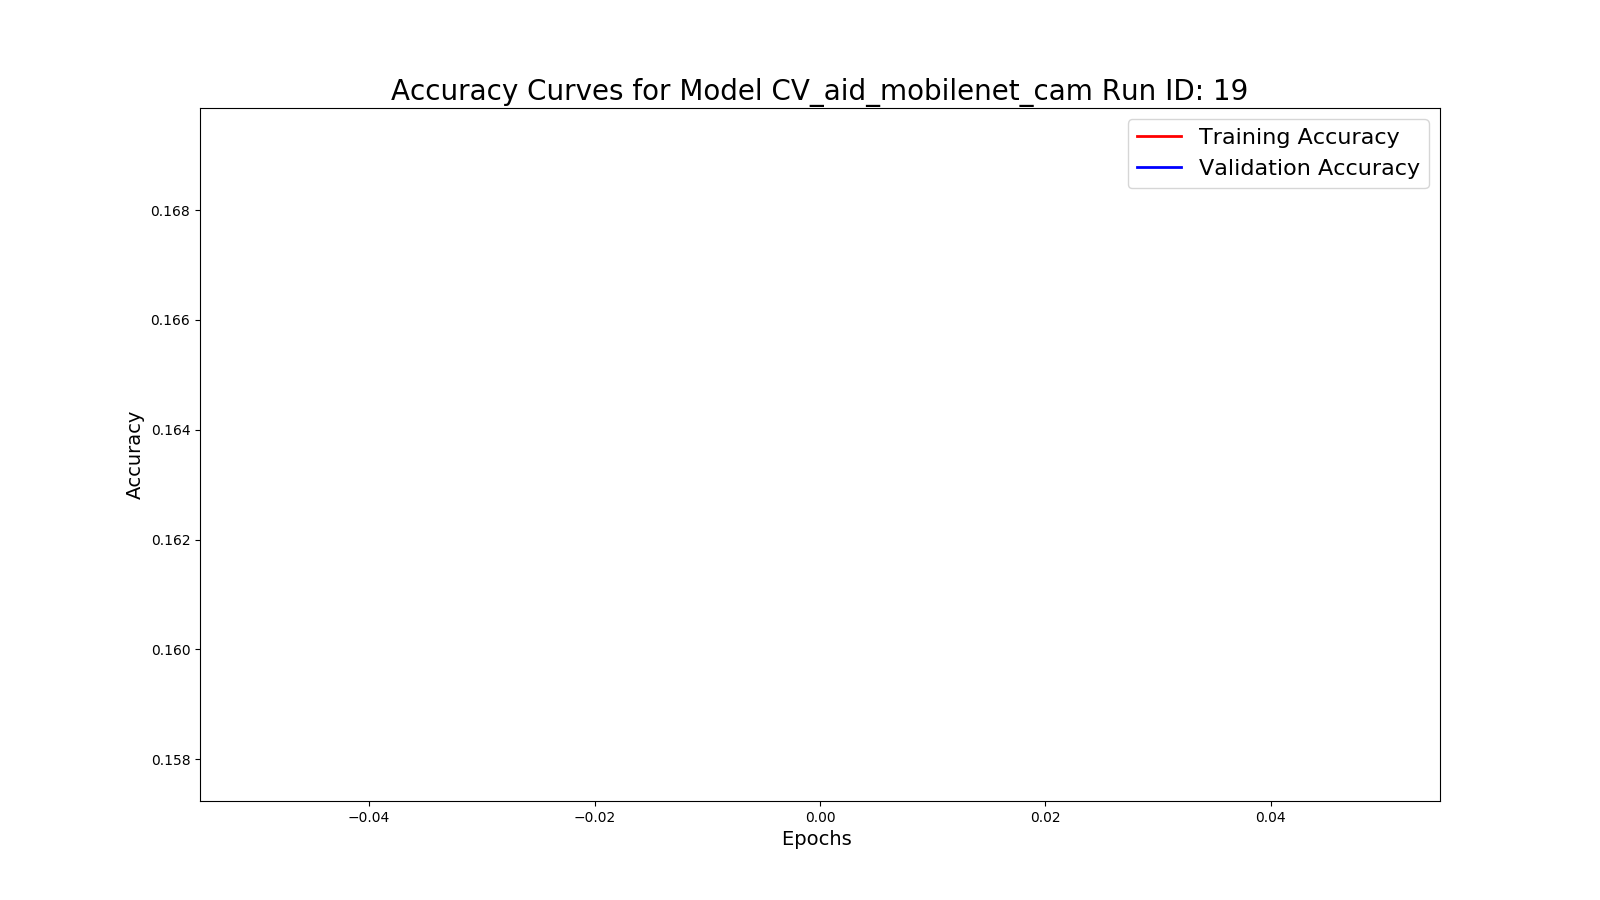 Accuracy Curves for Model CV_aid_mobilenet_cam Run ID: 19
Training Accuracy
Validation Accuracy
0.168
0.166
0.164
0.162
0.160
0.158
Accuracy
−0.04
−0.02
0.00
0.02
0.04
Epochs